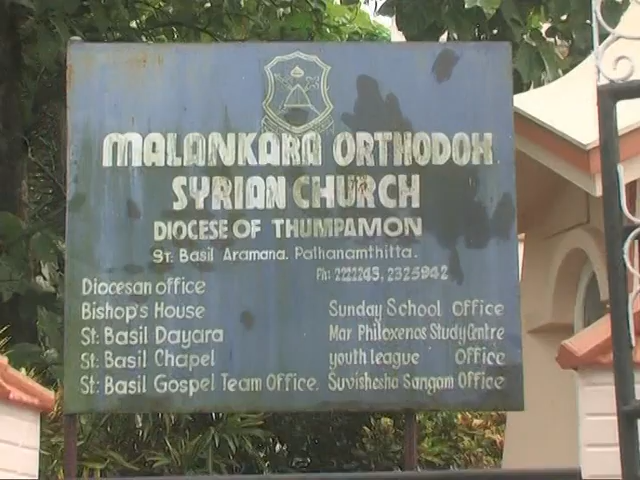 MALANKARA ORTHODOX
SYRIAN CHURCH
DIOCESE OF THUMPAMON
St. Basil Aramana. Pathanamthitta.
Ph: 2222243, 2325942
Diocesan office
Bishop's House
St: Basil Dayara
St: Basil Chapel
St: Basil Gospel Team Office.
Sunday School Office
Mar Philoxenos Study Centre
youth league Office
Suvishesha Sangam Office